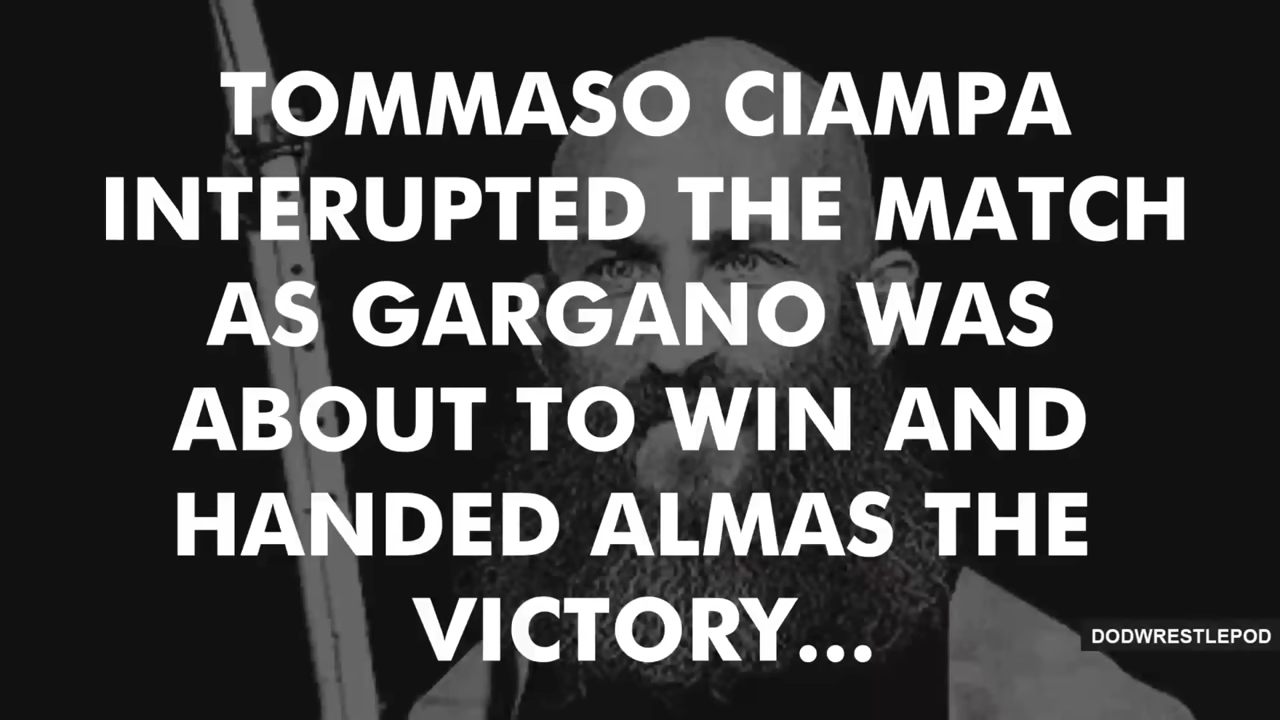 TOMMASO CIAMPA
INTERUPTED THE MATCH
AS GARGANO WAS
ABOUT TO WIN AND
HANDED ALMAS THE
VICTORY...
DODWRESTLEPOD